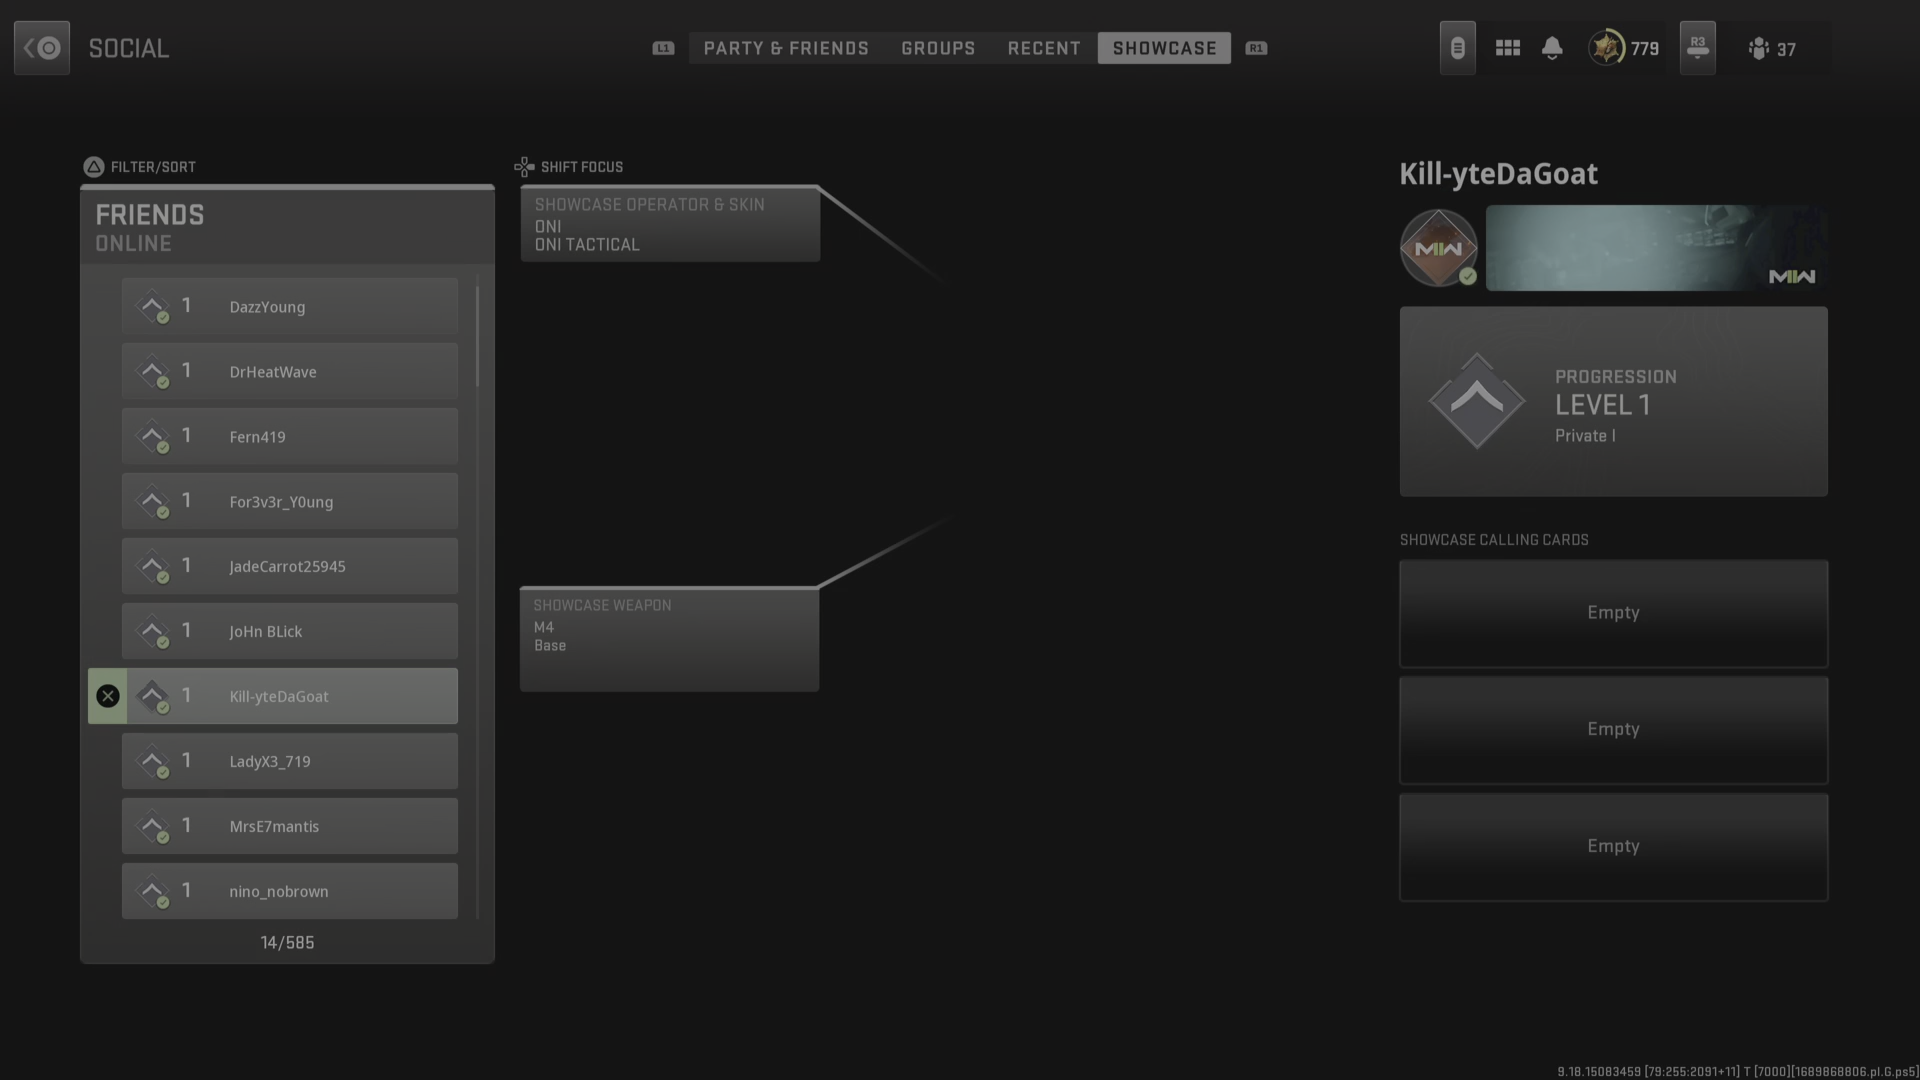 SOCIAL
L1
PARTY & FRIENDS
GROUPS
RECENT
SHOWCASE
R1
779
R3
37
FILTER/SORT
FRIENDS
ONLINE
1 DazzYoung
1 DrHeatWave
1 Fern419
1 For3v3r_Y0ung
1 JadeCarrot25945
1 JoHn BLick
1 Kill-yteDaGoat
1 LadyX3_719
1 MrsE7mantis
1 nino_nobrown
14/585
SHIFT FOCUS
SHOWCASE OPERATOR & SKIN
ONI
ONI TACTICAL
SHOWCASE WEAPON
M4
Base
Kill-yteDaGoat
MW
MW
PROGRESSION
LEVEL 1
Private I
SHOWCASE CALLING CARDS
Empty
Empty
Empty
9.18.15083459 [79:255:2091+11] T [7000][1689868806.pl.G.ps5]